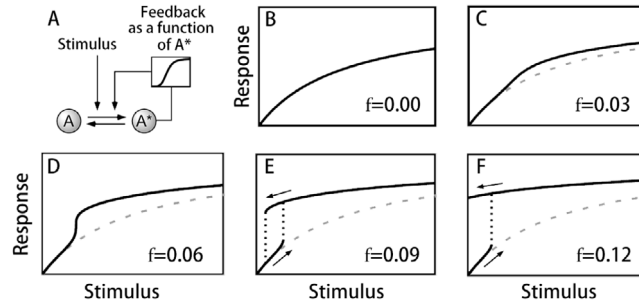 A
Feedback
as a function
of A*
Stimulus
A
A*
B
Response
f=0.00
C
f=0.03
D
Response
f=0.06
Stimulus
E
f=0.09
F
f=0.12
Stimulus